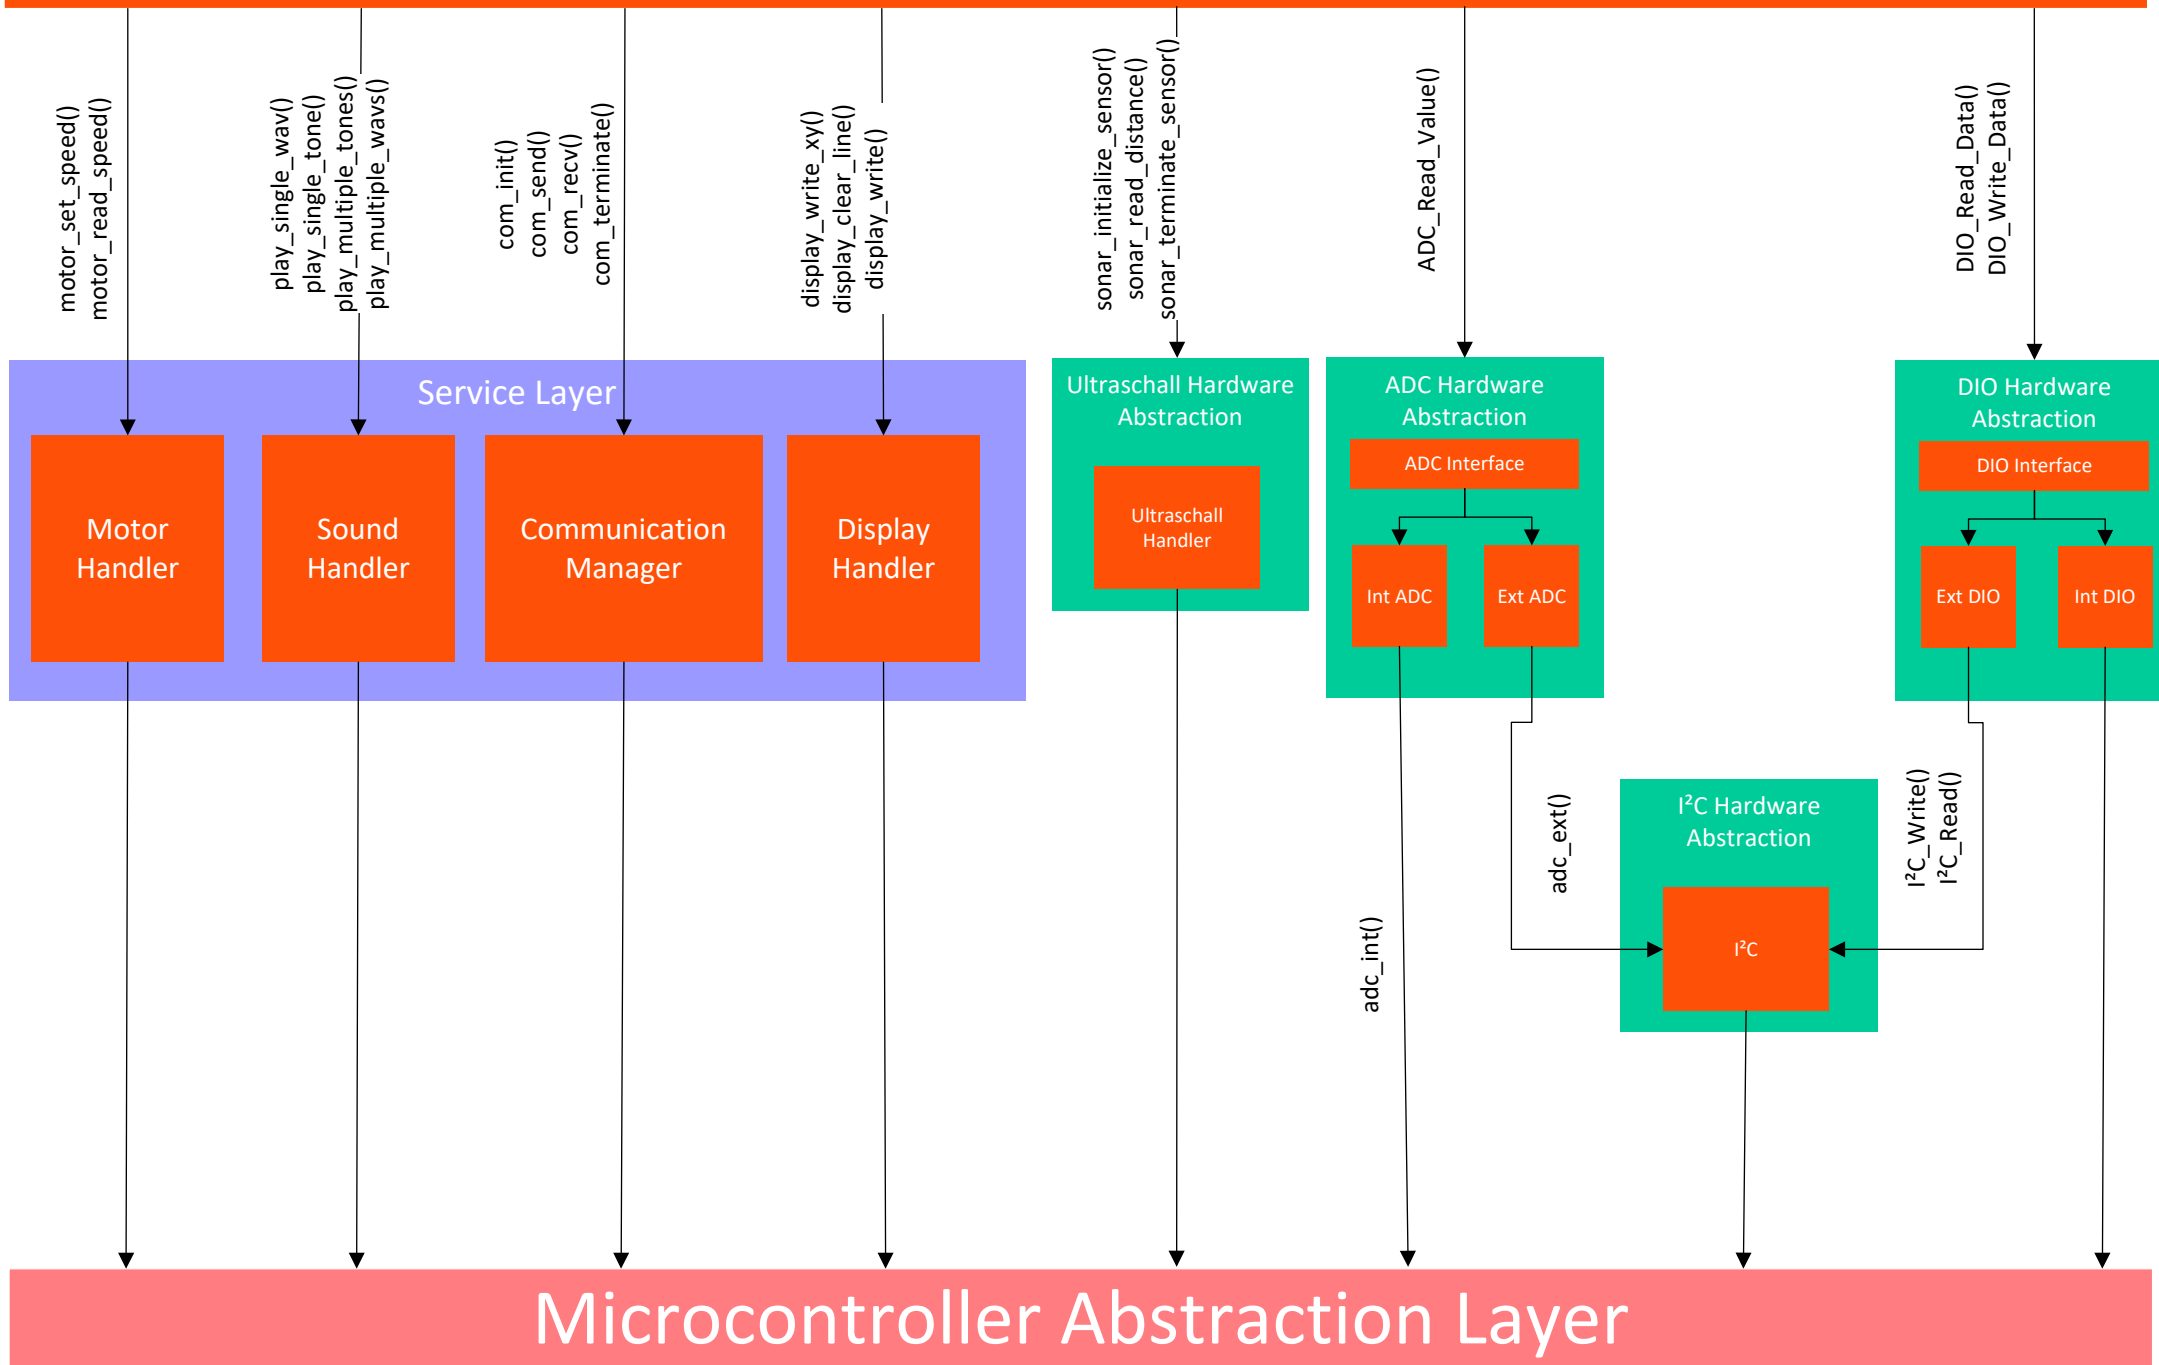 motor_set_speed()
motor_read_speed()
play_single_wav()
play_single_tone()
play_multiple_tones()
play_multiple_wavs()
com_init()
com_send()
com_recv()
com_terminate()
display_write_xy()
display_clear_line()
display_write()
sonar_initialize_sensor()
sonar_read_distance()
sonar_terminate_sensor()
ADC_Read_Value()
DIO_Read_Data()
DIO_Write_Data()
Service Layer
Motor
Handler
Sound
Handler
Communication
Manager
Display
Handler
Ultraschall Hardware
Abstraction
Ultraschall
Handler
ADC Hardware
Abstraction
ADC Interface
Int ADC
Ext ADC
DIO Hardware
Abstraction
DIO Interface
Ext DIO
Int DIO
adc_int()
adc_ext()
I²C Hardware
Abstraction
I²C
I²C_Write()
I²C_Read()
Microcontroller Abstraction Layer